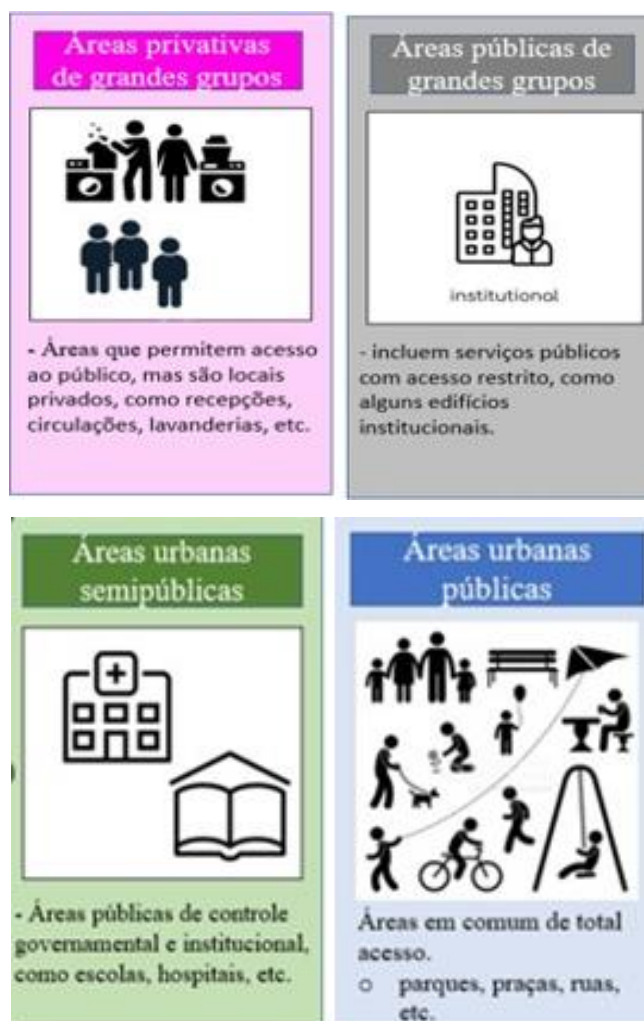 Áreas privativas
de grandes grupos
- Áreas que permitem acesso
ao público, mas são locais
privados, como recepções,
circulações, lavanderias, etc.
Áreas públicas de
grandes grupos
institutional
- incluem serviços públicos
com acesso restrito, como
alguns edifícios
institucionais.
Áreas urbanas
semipúblicas
- Áreas públicas de controle
governamental e institucional,
como escolas, hospitais, etc.
Áreas urbanas
públicas
Áreas em comum de total
acesso.
o parques, praças, ruas,
etc.